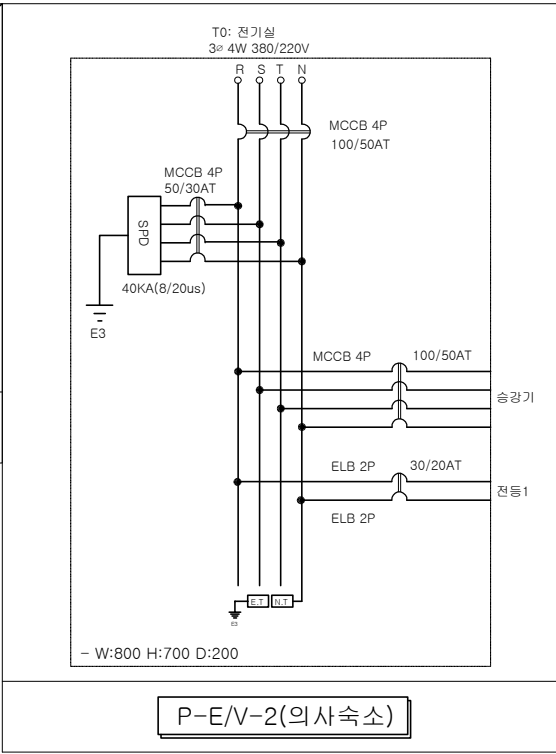 T0: 전기실
3∅ 4W 380/220V
R S T N
MCCB 4P
100/50AT
MCCB 4P
50/30AT
SPD
40KA(8/20us)
E3
MCCB 4P 100/50AT
승강기
ELB 2P 30/20AT
전등1
ELB 2P
E.T N.T
E3
- W:800 H:700 D:200
P-E/V-2(의사숙소)